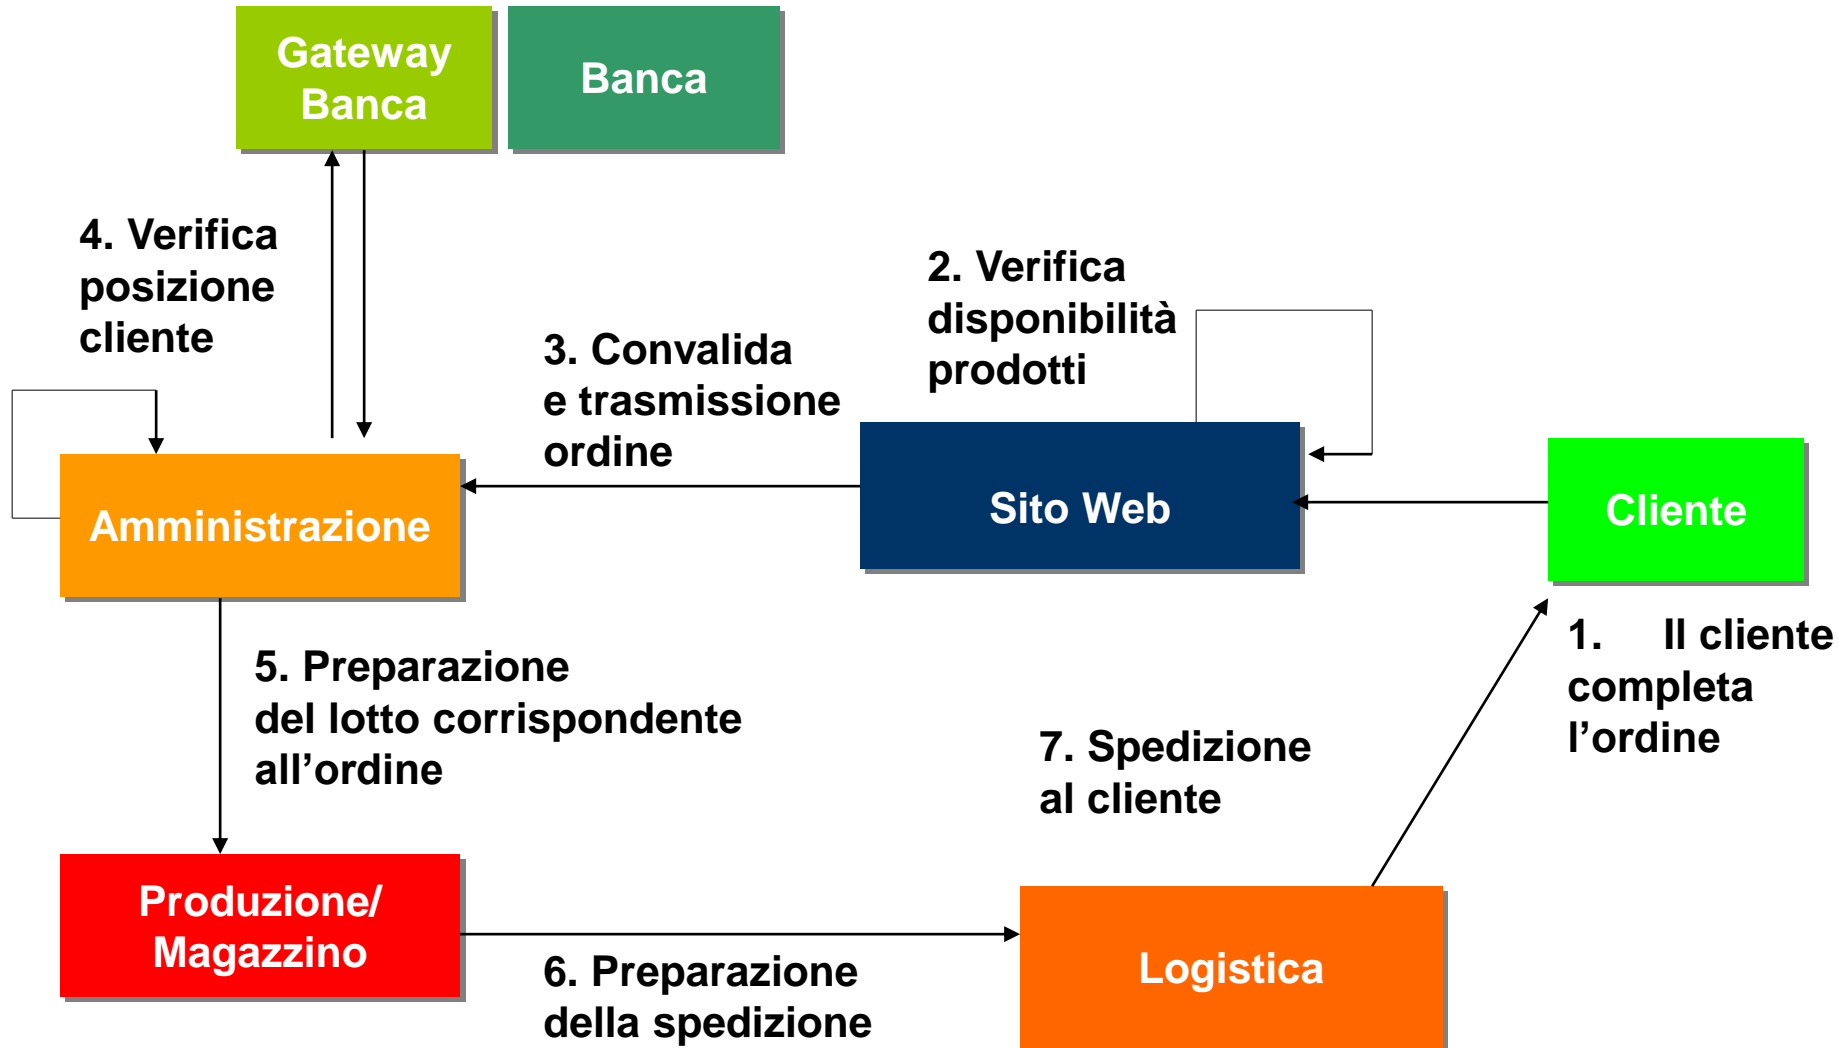 Gateway
Banca
Banca
4. Verifica
posizione
cliente
3. Convalida
e trasmissione
ordine
2. Verifica
disponibilità
prodotti
Amministrazione
Sito Web
Cliente
1. Il cliente
completa
l’ordine
5. Preparazione
del lotto corrispondente
all’ordine
7. Spedizione
al cliente
Produzione/
Magazzino
6. Preparazione
della spedizione
Logistica